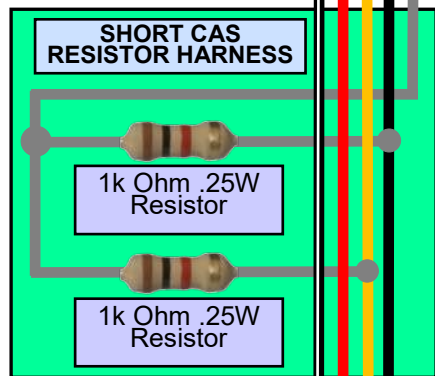 SHORT CAS
RESISTOR HARNESS
1k Ohm .25W
Resistor
1k Ohm .25W
Resistor